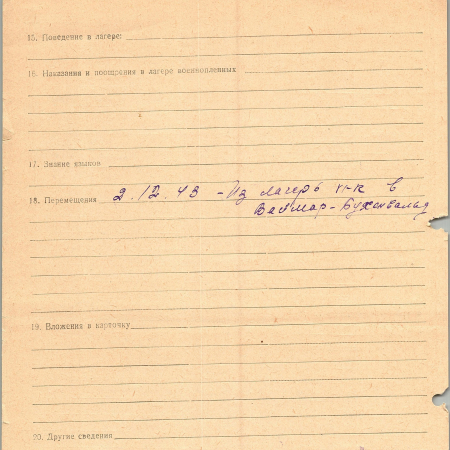 15. Поведение в лагере:
16. Наказания и поощрения в лагере военнопленных
17. Знание языков
18. Перемещения 2.12.43 - Из лагеря
в
Веймар-Бухенвальд
19. Вложения в карточку
20. Другие сведения